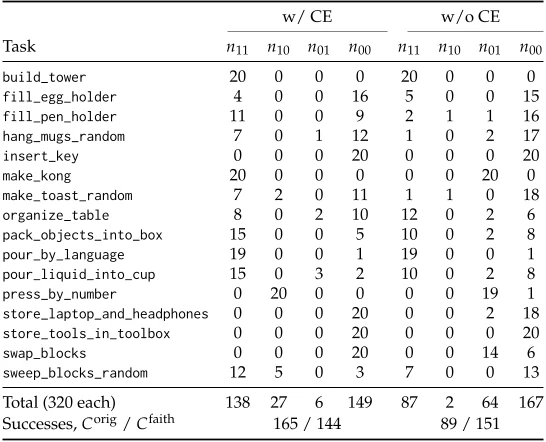 w/ CE w/o CE
Task n11 n10 n01 n00 n11 n10 n01 n00
build_tower 20 0 0 0 20 0 0 0
fill_egg_holder 4 0 0 16 5 0 0 15
fill_pen_holder 11 0 0 9 2 1 1 16
hang_mugs_random 7 0 1 12 1 0 2 17
insert_key 0 0 0 20 0 0 0 20
make_kong 20 0 0 0 0 0 20 0
make_toast_random 7 2 0 11 1 1 0 18
organize_table 8 0 2 10 12 0 2 6
pack_objects_into_box 15 0 0 5 10 0 2 8
pour_by_language 19 0 0 1 19 0 0 1
pour_liquid_into_cup 15 0 3 2 10 0 2 8
press_by_number 0 20 0 0 0 0 19 1
store_laptop_and_headphones 0 0 0 20 0 0 2 18
store_tools_in_toolbox 0 0 0 20 0 0 0 20
swap_blocks 0 0 0 20 0 0 14 6
sweep_blocks_random 12 5 0 3 7 0 0 13
Total (320 each) 138 27 6 149 87 2 64 167
Successes, C^orig / C^faith 165 / 144 89 / 151